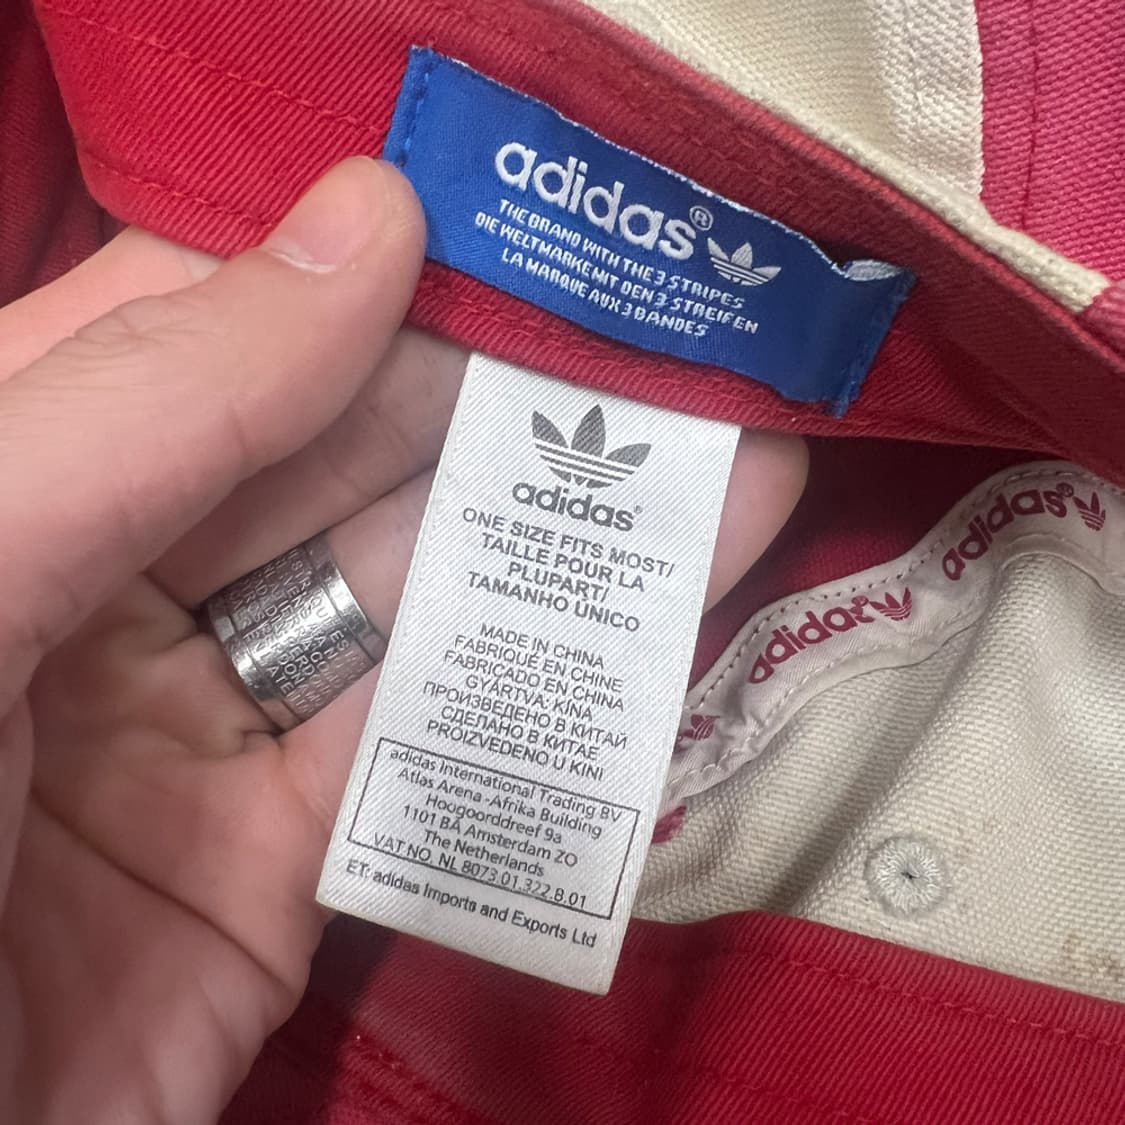 adidas®
THE BRAND WITH THE 3 STRIPES
DIE WELTMARKE MIT DEN 3 STREIFEN
LA MARQUE AUX 3 BANDES
adidas®
ONE SIZE FITS MOST/
TAILLE POUR LA
PLUPART/
TAMANHO ÚNICO
MADE IN CHINA
FABRIQUÉ EN CHINE
FABRICADO EN CHINA
GYÁRTVA: KÍNA
ПРОИЗВЕДЕНО В КИТАЙ
СДЕЛАНО В КИТАЕ
PROIZVEDENO U KINI
adidas International Trading BV
Atlas Arena -Afrika Building
Hoogoorddreef 9a
1101 BA Amsterdam ZO
The Netherlands
VAT NO. NL 8073.01.322.B.01
ET: adidas Imports and Exports Ltd
adidas®
adidas®